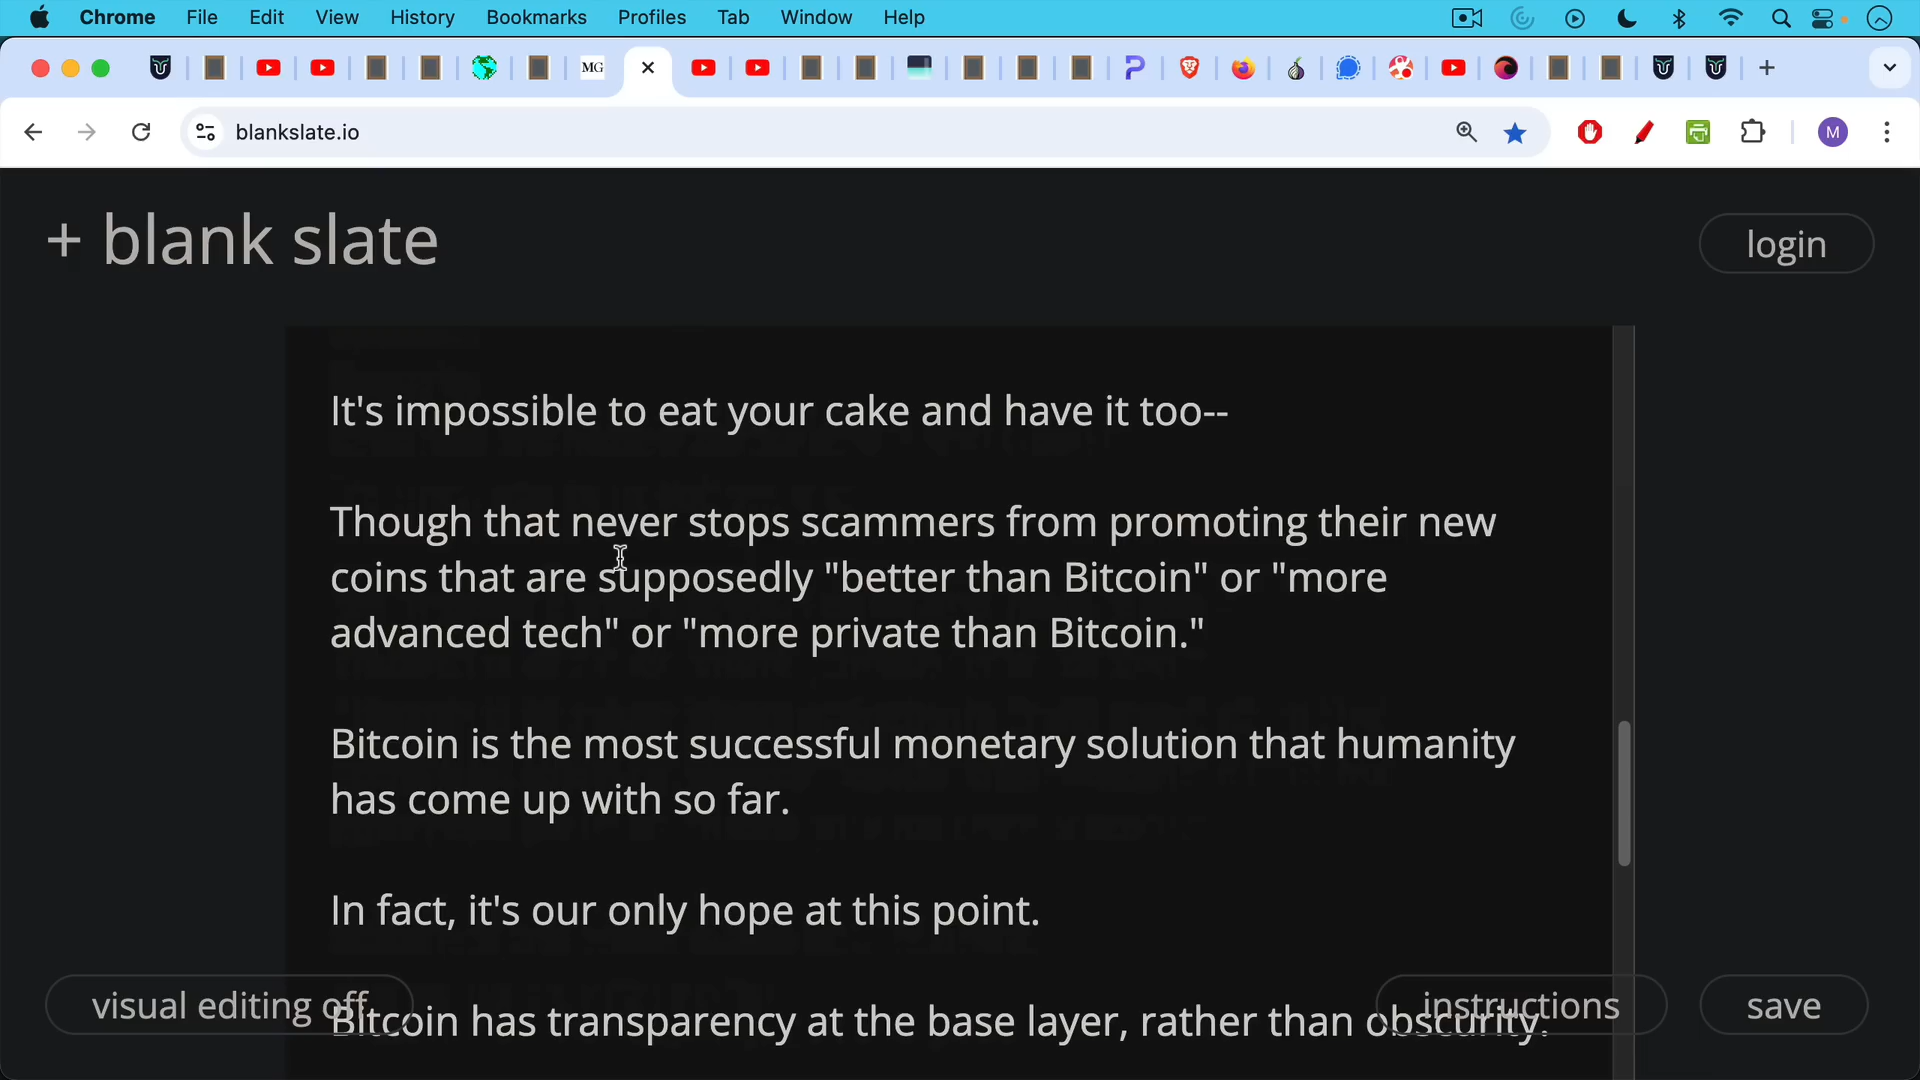 Chrome File Edit View History Bookmarks Profiles Tab Window Help
MG
blankslate.io
M
+ blank slate
login
It's impossible to eat your cake and have it too--
Though that never stops scammers from promoting their new
coins that are supposedly "better than Bitcoin" or "more
advanced tech" or "more private than Bitcoin."
Bitcoin is the most successful monetary solution that humanity
has come up with so far.
In fact, it's our only hope at this point.
Bitcoin has transparency at the base layer, rather than obscurity.
visual editing off
instructions
save